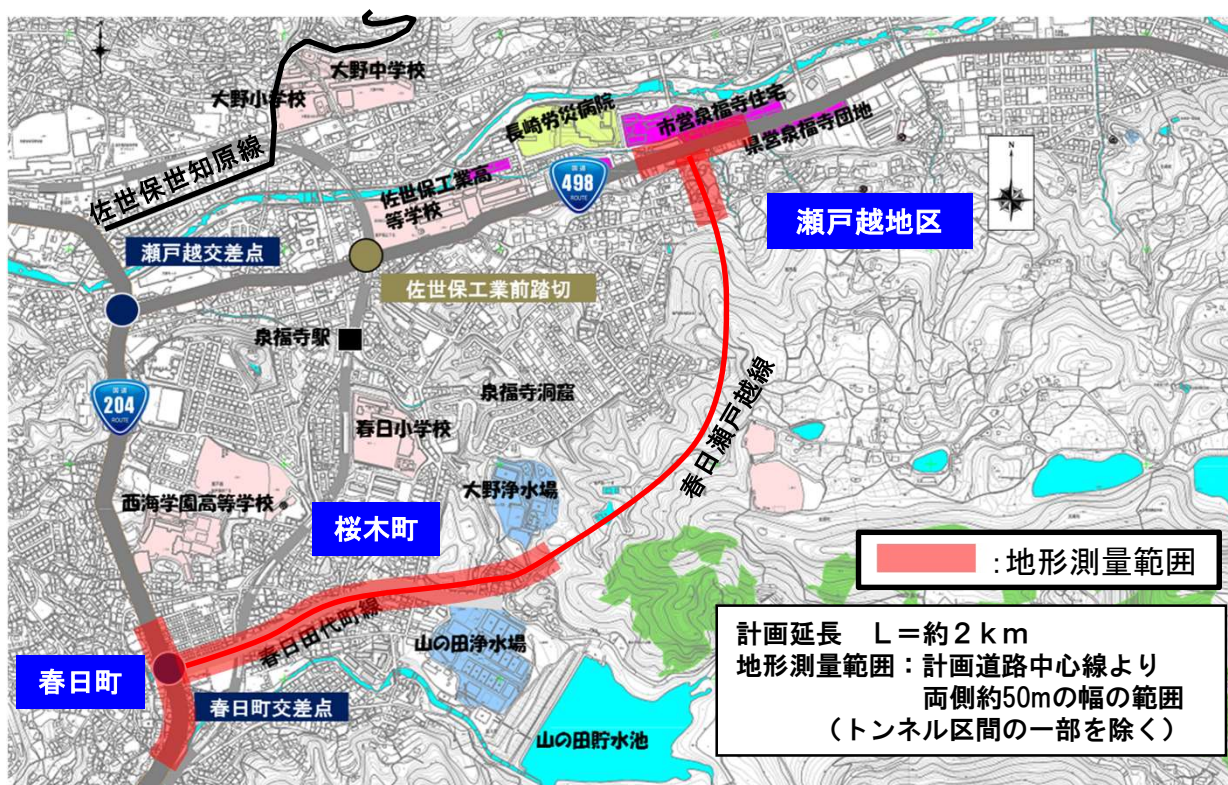 大野中学校
大野小学校
長崎労災病院
市営泉福寺住宅
県営泉福寺団地
佐世保世知原線
佐世保工業高
等学校
国道
498
ROUTE
N
瀬戸越地区
瀬戸越交差点
佐世保工業前踏切
泉福寺駅
国道
204
ROUTE
泉福寺洞窟
春日小学校
春日瀬戸越線
西海学園高等学校
大野浄水場
桜木町
:地形測量範囲
春日田代町線
山の田浄水場
計画延長 L=約2km
地形測量範囲:計画道路中心線より
両側約50mの幅の範囲
(トンネル区間の一部を除く)
春日町
春日町交差点
山の田貯水池